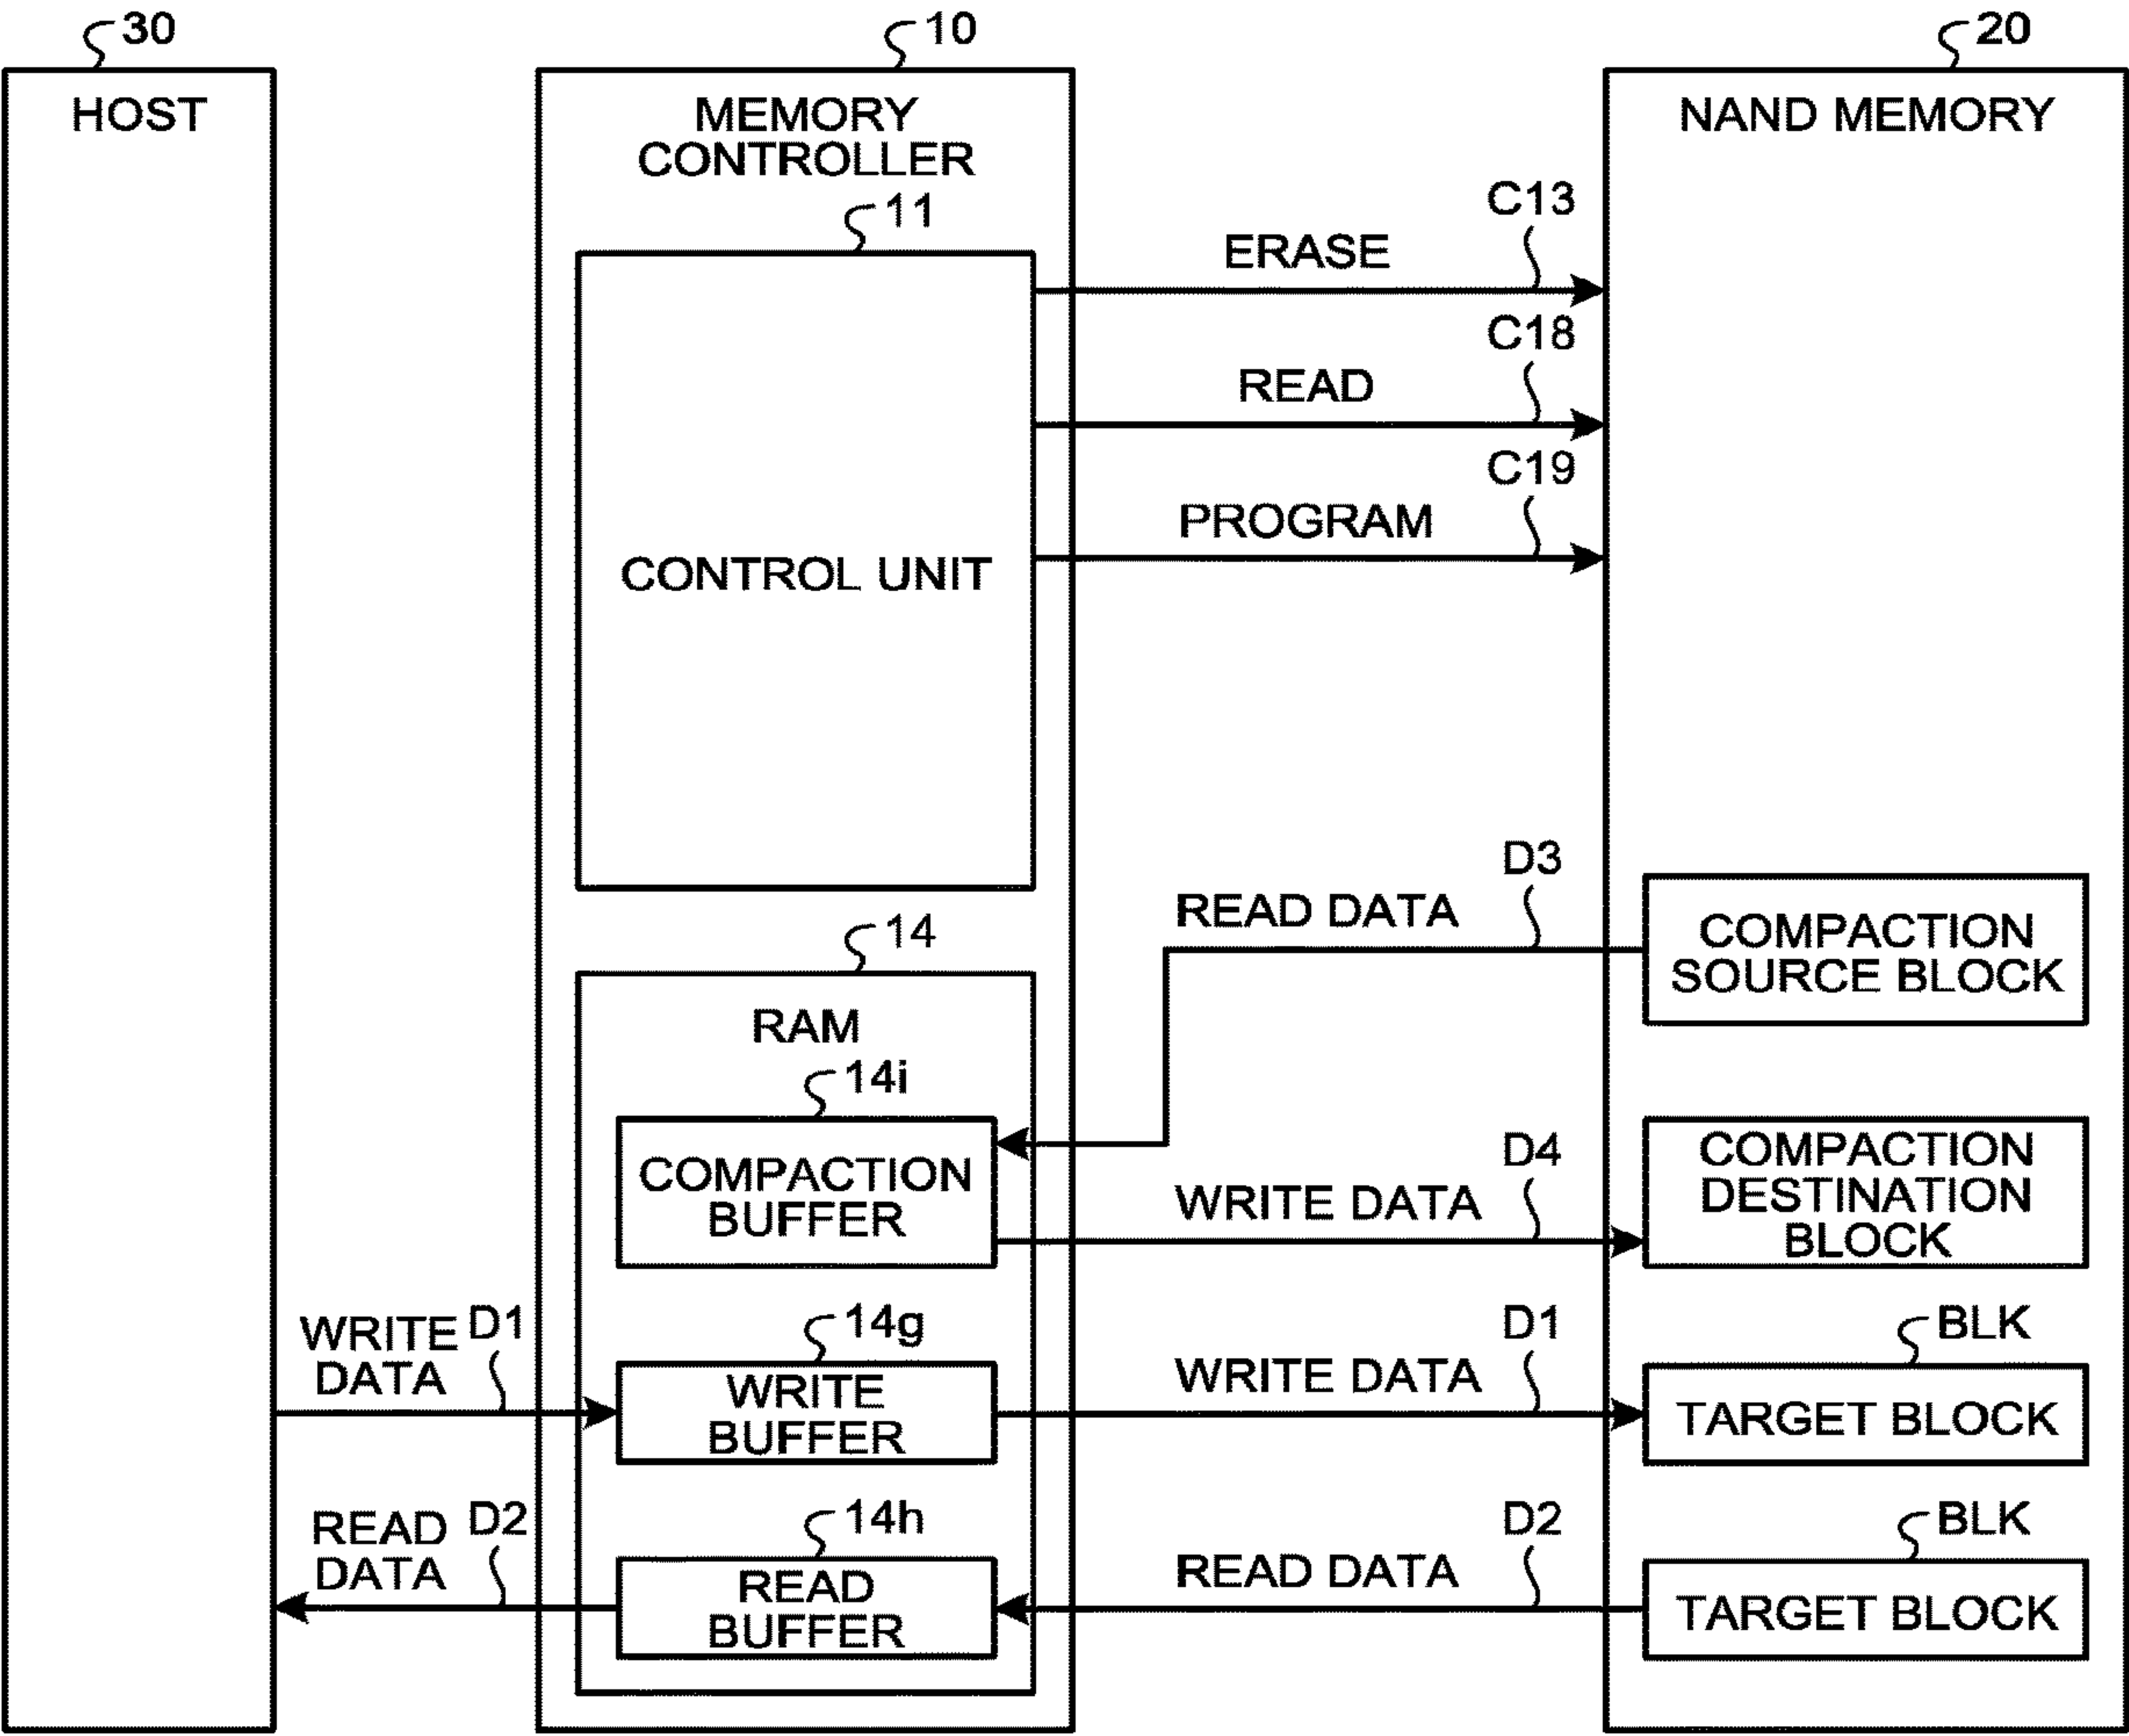 30
10
20
HOST
MEMORY
CONTROLLER
NAND MEMORY
11
CONTROL UNIT
C13
ERASE
C18
READ
C19
PROGRAM
D3
READ DATA
COMPACTION
SOURCE BLOCK
14
RAM
14i
COMPACTION
BUFFER
D4
WRITE DATA
COMPACTION
DESTINATION
BLOCK
WRITE D1
DATA
14g
WRITE
BUFFER
D1
WRITE DATA
BLK
TARGET BLOCK
READ D2
DATA
14h
READ
BUFFER
D2
READ DATA
BLK
TARGET BLOCK